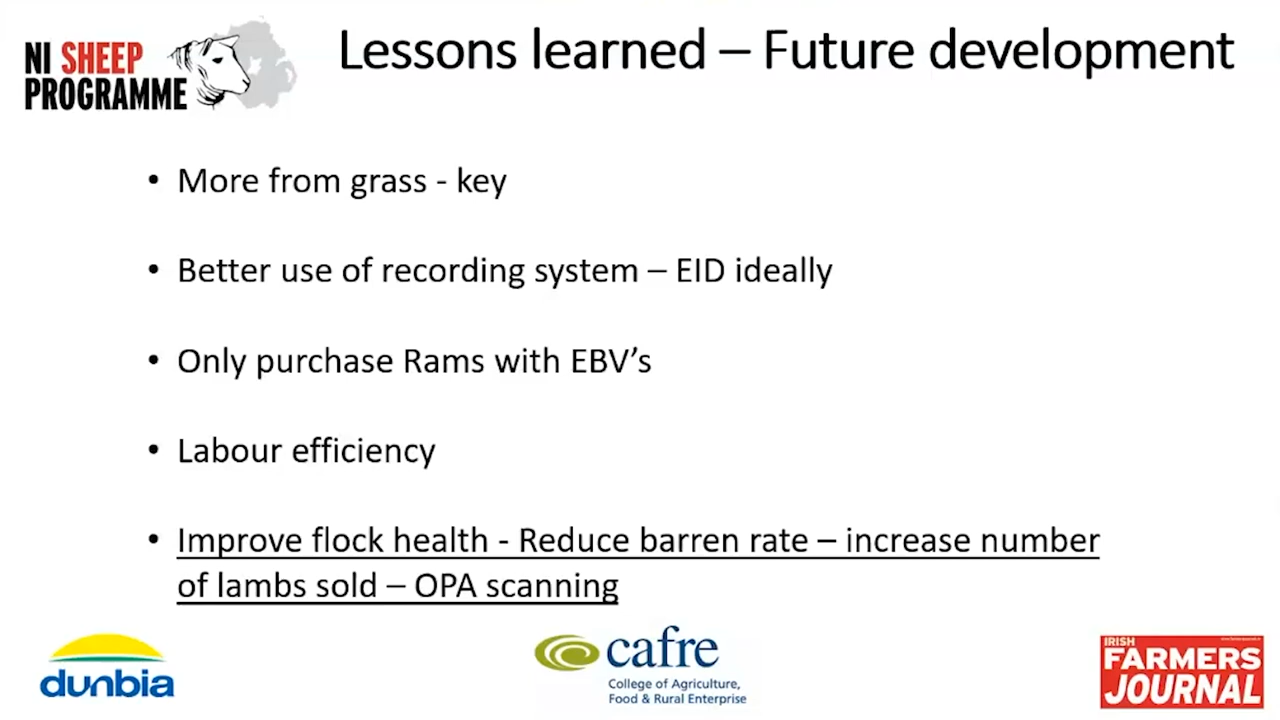 NI SHEEP
PROGRAMME
Lessons learned – Future development
• More from grass - key
• Better use of recording system – EID ideally
• Only purchase Rams with EBV’s
• Labour efficiency
• Improve flock health - Reduce barren rate – increase number
of lambs sold – OPA scanning
dunbia
cafre
College of Agriculture,
Food & Rural Enterprise
IRISH
FARMERS
JOURNAL